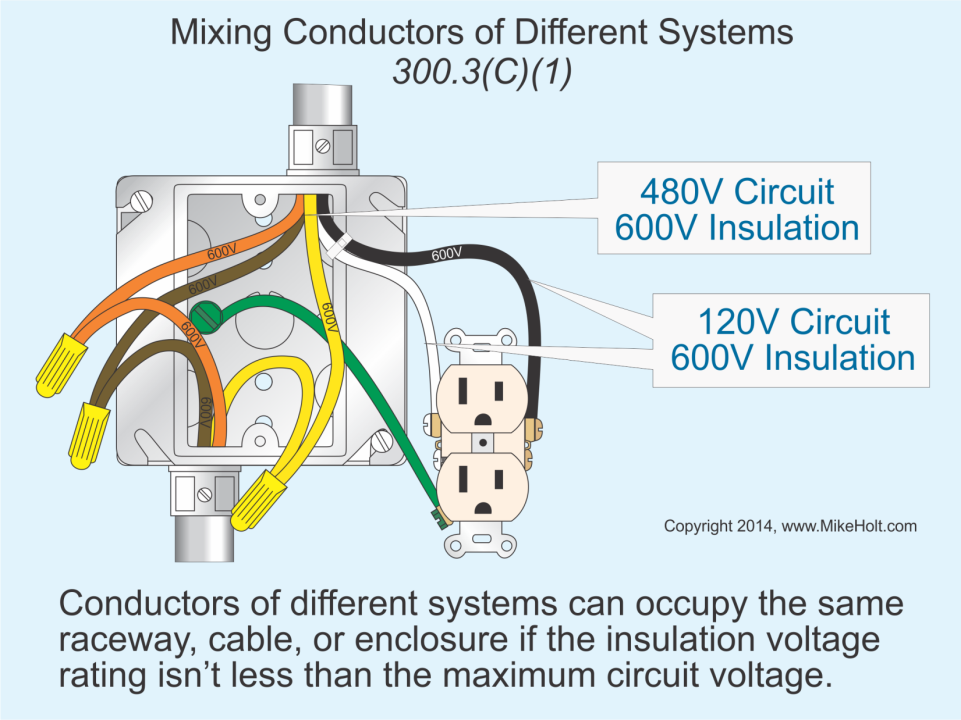 Mixing Conductors of Different Systems
300.3(C)(1)
480V Circuit
600V Insulation
600V
600V
600V
600V
120V Circuit
600V Insulation
600V
600V
Copyright 2014, www.MikeHolt.com
Conductors of different systems can occupy the same
raceway, cable, or enclosure if the insulation voltage
rating isn’t less than the maximum circuit voltage.